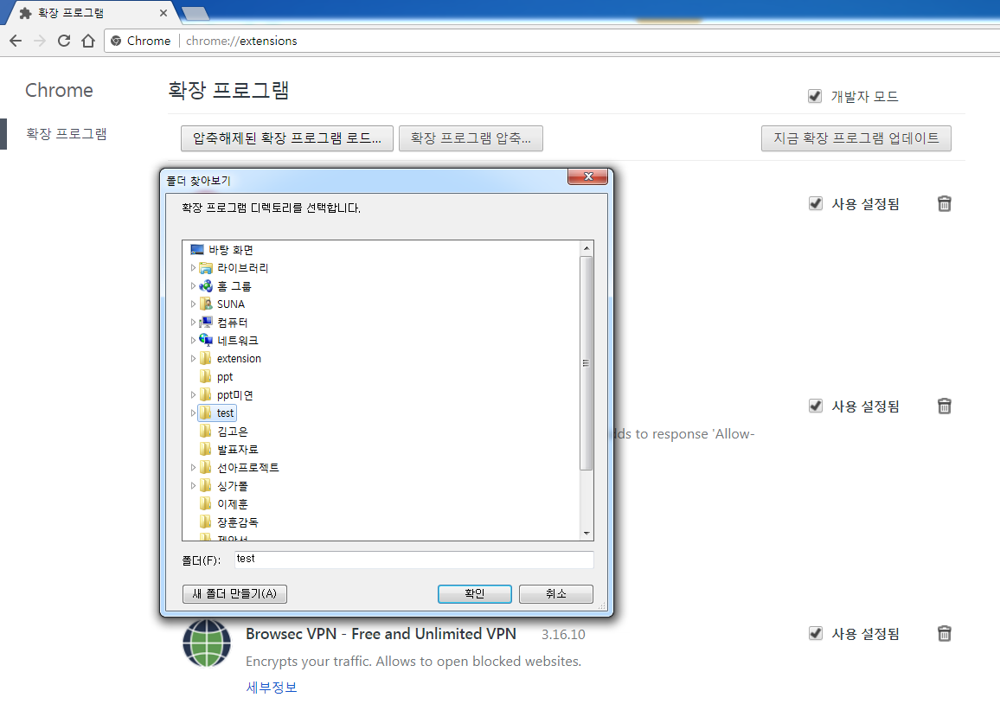 확장 프로그램
Chrome chrome://extensions
Chrome
확장 프로그램
확장 프로그램
개발자 모드
압축해제된 확장 프로그램 로드...
확장 프로그램 압축...
지금 확장 프로그램 업데이트
폴더 찾아보기
확장 프로그램 디렉토리를 선택합니다.
바탕 화면
라이브러리
홈 그룹
SUNA
컴퓨터
네트워크
extension
ppt
ppt미연
test
김고은
발표자료
선아프로젝트
싱가폴
이제훈
장훈감독
제안서
폴더(F): test
새 폴더 만들기(A)
확인
취소
사용 설정됨
사용 설정됨
to response 'Allow-
Browsec VPN - Free and Unlimited VPN 3.16.10
사용 설정됨
Encrypts your traffic. Allows to open blocked websites.
세부정보